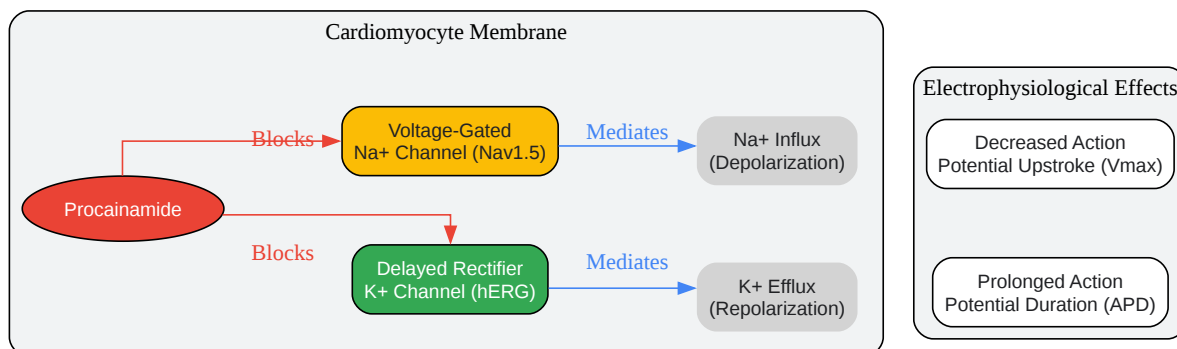 Cardiomyocyte Membrane
Electrophysiological Effects
Blocks
Voltage-Gated
Na+ Channel (Nav1.5)
Mediates
Na+ Influx
(Depolarization)
Decreased Action
Potential Upstroke (Vmax)
Procainamide
Blocks
Delayed Rectifier
K+ Channel (hERG)
Mediates
K+ Efflux
(Repolarization)
Prolonged Action
Potential Duration (APD)